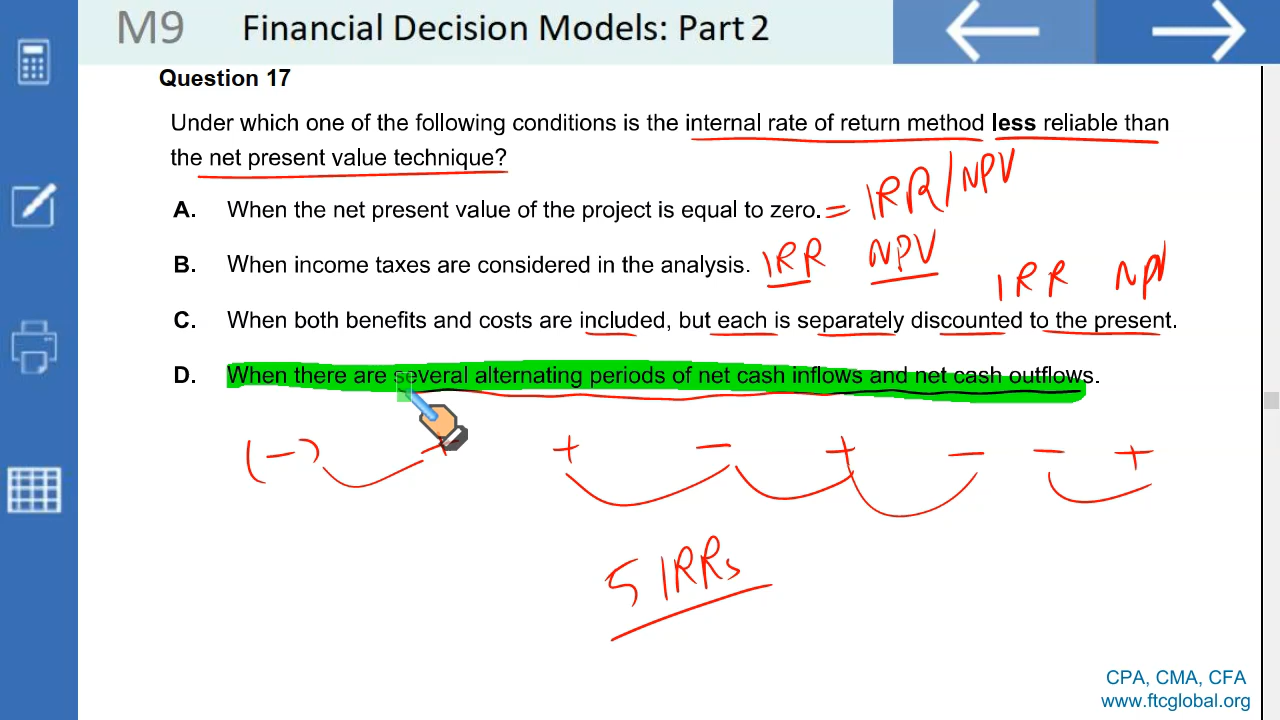 M9 Financial Decision Models: Part 2
Question 17
Under which one of the following conditions is the internal rate of return method less reliable than
the net present value technique?
A. When the net present value of the project is equal to zero. = IRR/NPV
B. When income taxes are considered in the analysis. IRR NPV
IRR NPV
C. When both benefits and costs are included, but each is separately discounted to the present.
D. When there are several alternating periods of net cash inflows and net cash outflows.
(-) + + - + - - +
5 IRRs
CPA, CMA, CFA
www.ftcglobal.org